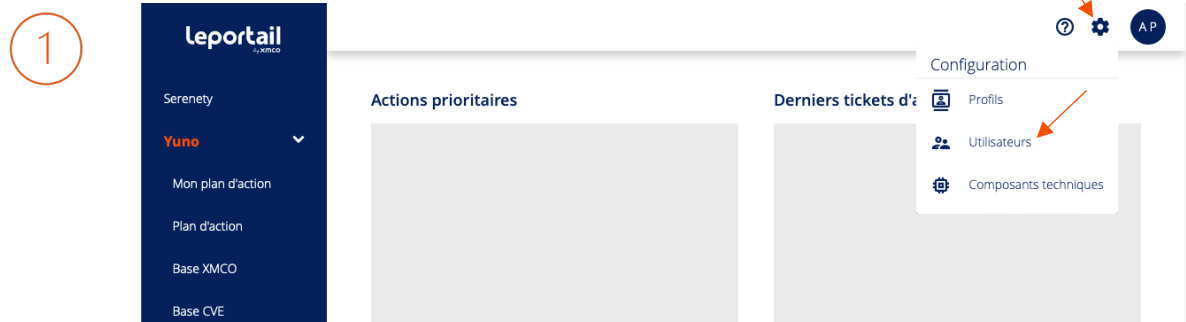 1
leportail
by xmco
A P
Configuration
Profils
Utilisateurs
Composants techniques
Serenety
Yuno
Mon plan d'action
Plan d'action
Base XMCO
Base CVE
Actions prioritaires
Derniers tickets d'a